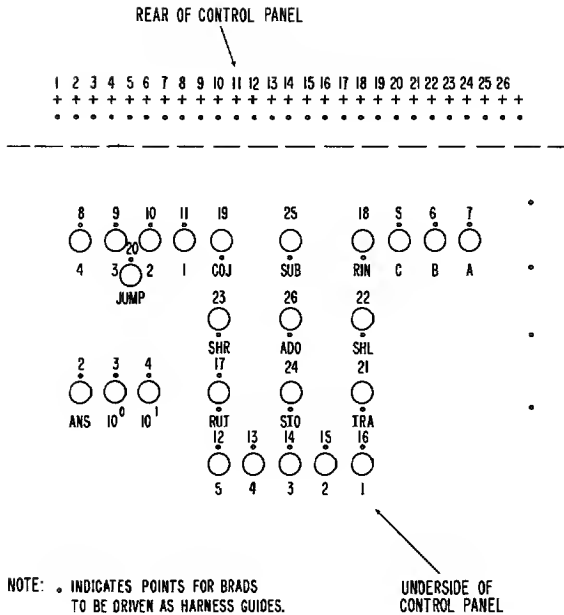 REAR OF CONTROL PANEL
1 2 3 4 5 6 7 8 9 10 11 12 13 14 15 16 17 18 19 20 21 22 23 24 25 26
+ + + + + + + + + + + + + + + + + + + + + + + + + + +
8 9 10 11 19 25 18 5 6 7
20
4 3 2 1 COJ SUB RIN C B A
JUMP
23 26 22
SHR ADO SHL
2 3 4 17 24 21
ANS 10⁰ 10¹ RUT STO TRA
12 13 14 15 16
5 4 3 2 1
NOTE: • INDICATES POINTS FOR BRADS
TO BE DRIVEN AS HARNESS GUIDES.
UNDERSIDE OF
CONTROL PANEL